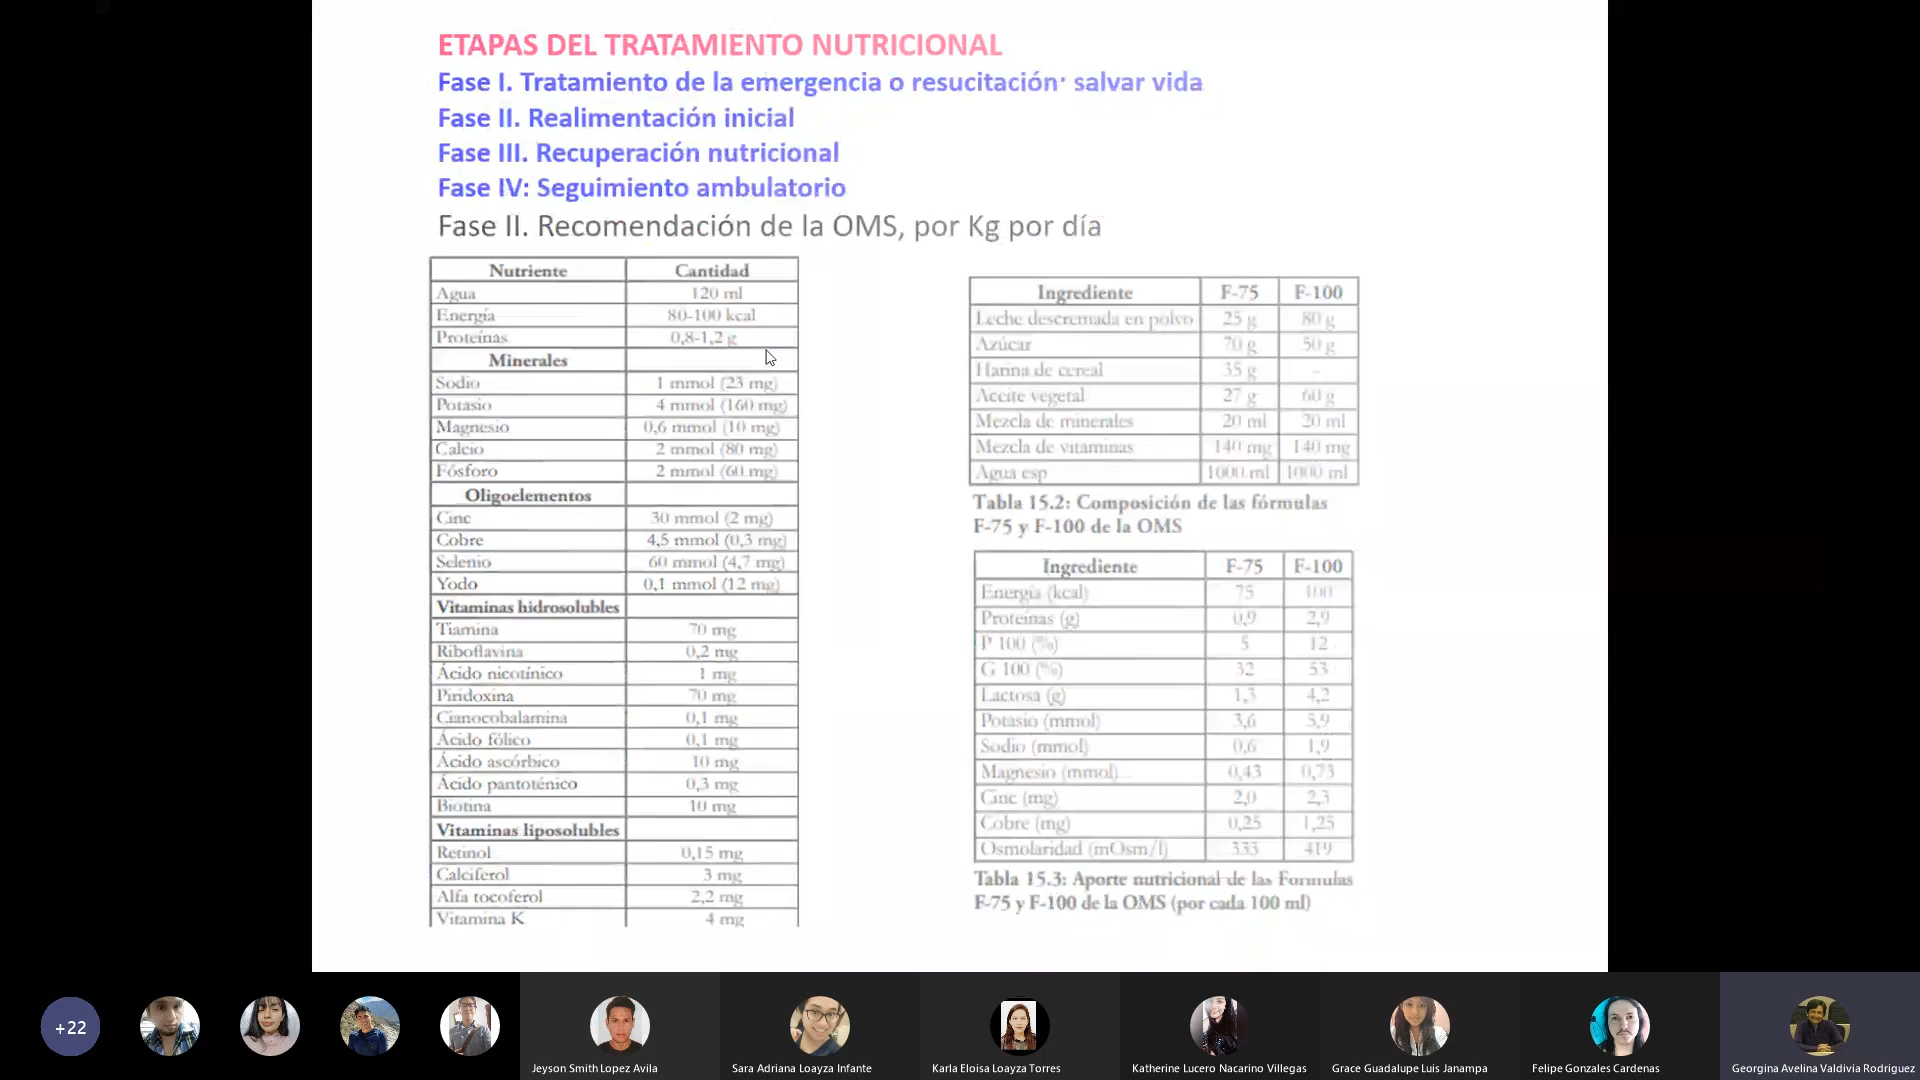 ETAPAS DEL TRATAMIENTO NUTRICIONAL
Fase I. Tratamiento de la emergencia o resucitación· salvar vida
Fase II. Realimentación inicial
Fase III. Recuperación nutricional
Fase IV: Seguimiento ambulatorio
Fase II. Recomendación de la OMS, por Kg por día
Nutriente Cantidad
Agua 120 ml
Energía 80-100 kcal
Proteínas 0,8-1,2 g
Minerales
Sodio 1 mmol (23 mg)
Potasio 4 mmol (160 mg)
Magnesio 0,6 mmol (10 mg)
Calcio 2 mmol (80 mg)
Fósforo 2 mmol (60 mg)
Oligoelementos
Cinc 30 mmol (2 mg)
Cobre 4,5 mmol (0,3 mg)
Selenio 60 mmol (4,7 mg)
Yodo 0,1 mmol (12 mg)
Vitaminas hidrosolubles
Tiamina 70 mg
Riboflavina 0,2 mg
Ácido nicotínico 1 mg
Piridoxina 70 mg
Cianocobalamina 0,1 mg
Ácido fólico 0,1 mg
Ácido ascórbico 10 mg
Ácido pantoténico 0,3 mg
Biotina 10 mg
Vitaminas liposolubles
Retinol 0,15 mg
Calciferol 3 mg
Alfa tocoferol 2,2 mg
Vitamina K 4 mg
Ingrediente F-75 F-100
Leche descremada en polvo 25 g 80 g
Azúcar 70 g 50 g
Harina de cereal 35 g -
Aceite vegetal 27 g 60 g
Mezcla de minerales 20 ml 20 ml
Mezcla de vitaminas 140 mg 140 mg
Agua csp 1000 ml 1000 ml
Tabla 15.2: Composición de las fórmulas
F-75 y F-100 de la OMS
Ingrediente F-75 F-100
Energía (kcal) 75 100
Proteínas (g) 0,9 2,9
P 100 (%) 5 12
G 100 (%) 32 53
Lactosa (g) 1,3 4,2
Potasio (mmol) 3,6 5,9
Sodio (mmol) 0,6 1,9
Magnesio (mmol) 0,43 0,73
Cinc (mg) 2,0 2,3
Cobre (mg) 0,25 1,25
Osmolaridad (mOsm/l) 333 419
Tabla 15.3: Aporte nutricional de las Formulas
F-75 y F-100 de la OMS (por cada 100 ml)
+22
Jeyson Smith Lopez Avila
Sara Adriana Loayza Infante
Karla Eloisa Loayza Torres
Katherine Lucero Nacarino Villegas
Grace Guadalupe Luis Janampa
Felipe Gonzales Cardenas
Georgina Avelina Valdivia Rodriguez